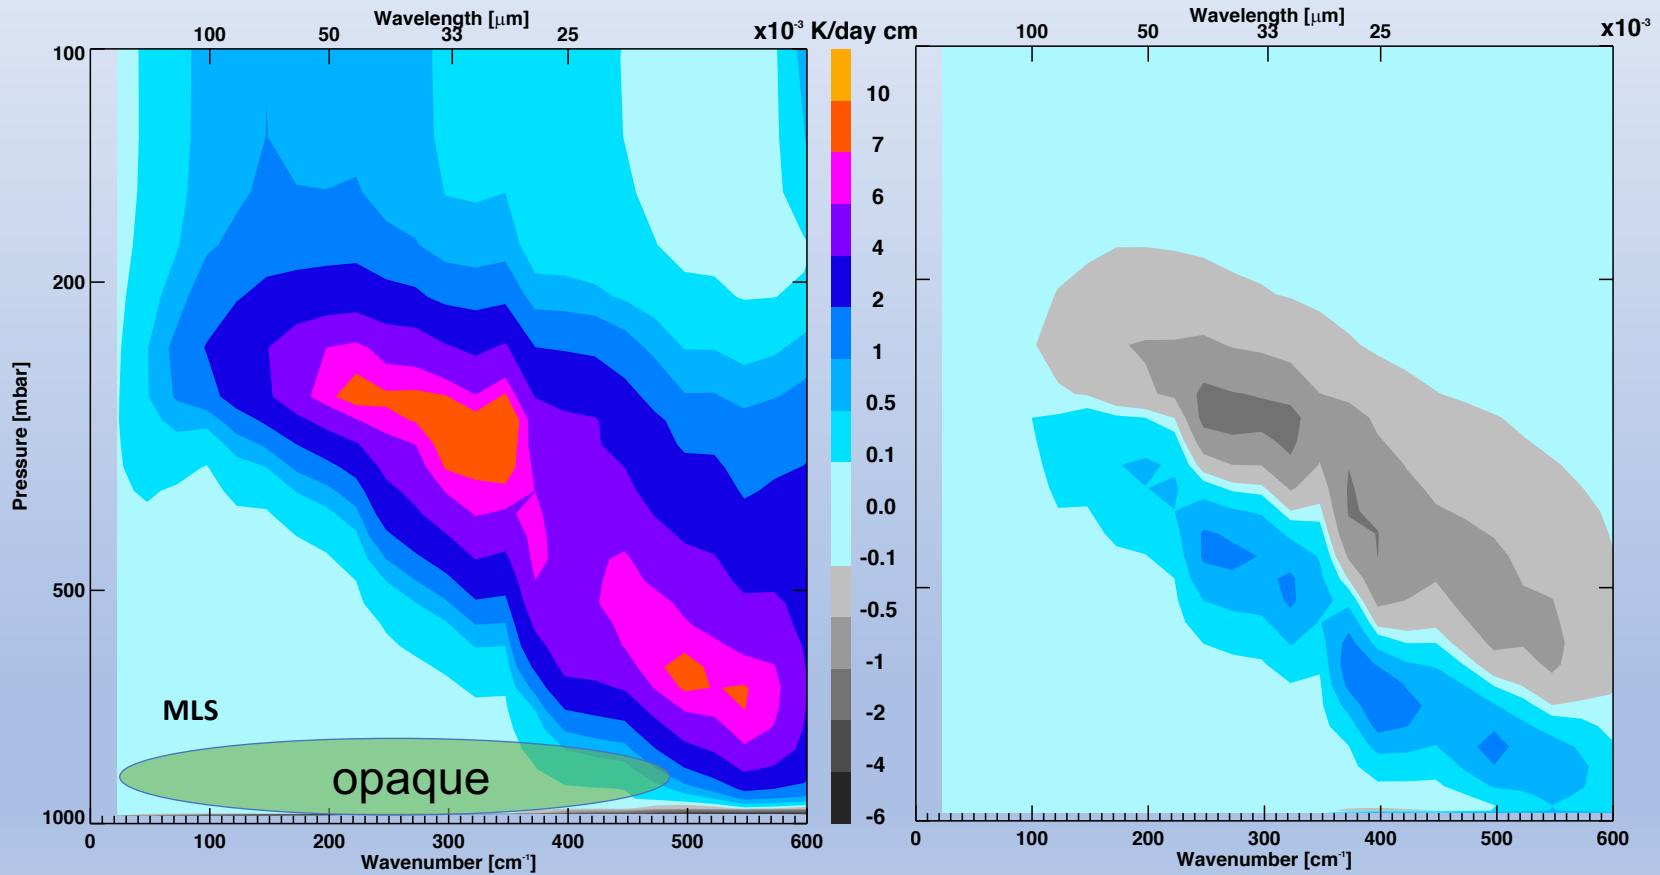 Wavelength [μm]
100 50 33 25
x10⁻³ K/day cm
Wavelength [μm]
100 50 33 25
x10⁻³
100
200
500
1000
Pressure [mbar]
10
7
6
4
2
1
0.5
0.1
0.0
-0.1
-0.5
-1
-2
-4
-6
MLS
opaque
0 100 200 300 400 500 600
Wavenumber [cm⁻¹]
0 100 200 300 400 500 600
Wavenumber [cm⁻¹]